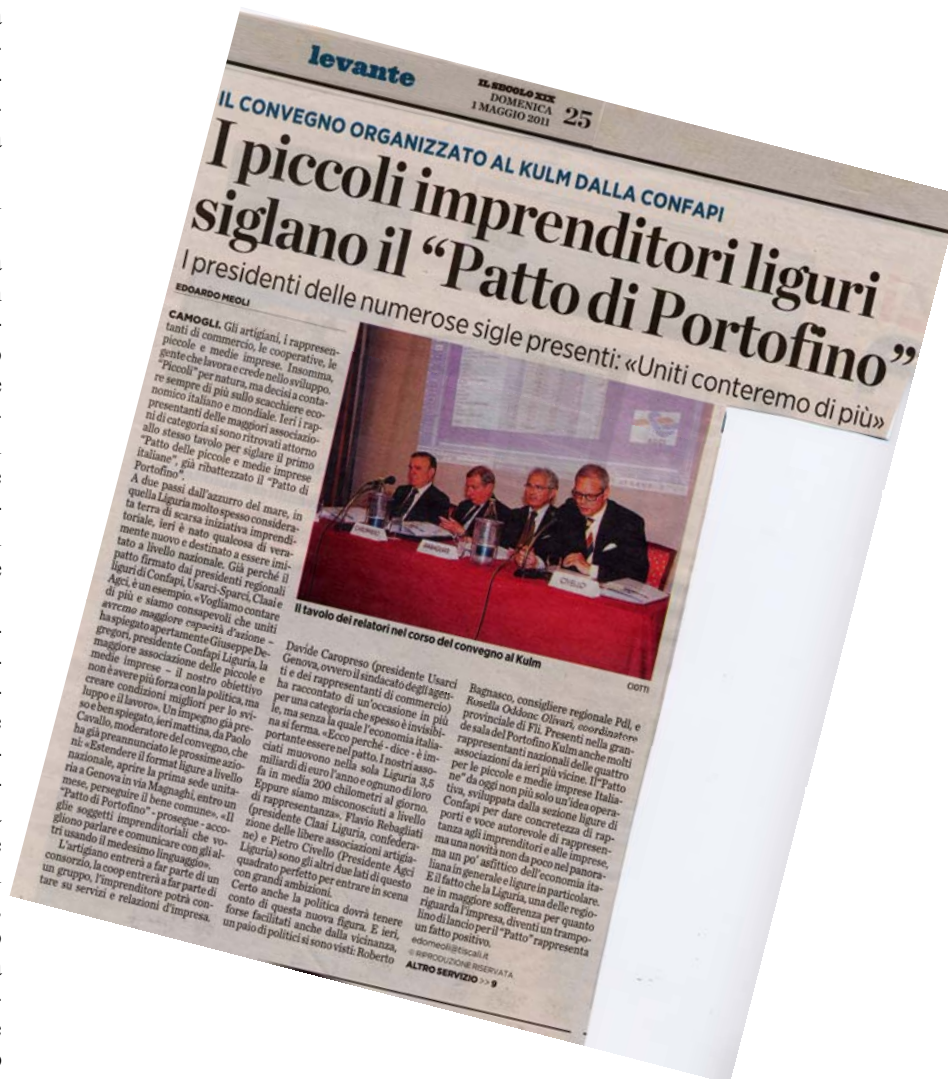 levante
IL SECOLO XIX
DOMENICA
1 MAGGIO 2011
25
IL CONVEGNO ORGANIZZATO AL KULM DALLA CONFAPI
I piccoli imprenditori liguri
siglano il “Patto di Portofino”
I presidenti delle numerose sigle presenti: «Uniti conteremo di più»
EDOARDO MEOLI
CAMOGLI. Gli artigiani, i rappresen-
tanti di commercio, le cooperative, le
piccole e medie imprese. Insomma,
gente che lavora e crede nello sviluppo.
“Piccoli” per natura, ma decisi a conta-
re sempre di più sullo scacchiere eco-
nomico italiano e mondiale. Ieri i rap-
presentanti delle maggiori associazio-
ni di categoria si sono ritrovati attorno
allo stesso tavolo per siglare il primo
“Patto delle piccole e medie imprese
italiane”, già ribattezzato il “Patto di
Portofino”.
A due passi dall'azzurro del mare, in
quella Liguria molto spesso considera-
ta terra di scarsa iniziativa imprendi-
toriale, ieri è nato qualcosa di vera-
mente nuovo e destinato a essere imi-
tato a livello nazionale. Già perché il
patto firmato dai presidenti regionali
liguri di Confapi, Usarci-Sparci, Claai e
Agci, è un esempio. «Vogliamo contare
di più e siamo consapevoli che uniti
avremo maggiore capacità d'azione -
ha spiegato apertamente Giuseppe De-
gregori, presidente Confapi Liguria, la
maggiore associazione delle piccole e
medie imprese - il nostro obiettivo
non è avere più forza con la politica, ma
creare condizioni migliori per lo svi-
luppo e il lavoro». Un impegno già pre-
so e ben spiegato, ieri mattina, da Paolo
Cavallo, moderatore del convegno, che
ha già preannunciato le prossime azio-
ni: «Estendere il format ligure a livello
nazionale, aprire la prima sede unita-
ria a Genova in via Magnaghi, entro un
mese, perseguire il bene comune». «Il
“Patto di Portofino” - prosegue - acco-
glie soggetti imprenditoriali che vo-
gliono parlare e comunicare con gli al-
tri usando il medesimo linguaggio».
L'artigiano entrerà a far parte di un
consorzio, la coop entrerà a far parte di
un gruppo, l'imprenditore potrà con-
tare su servizi e relazioni d'impresa.
CIVELLO
Il tavolo dei relatori nel corso del convegno al Kulm
CIOTTI
Davide Caropreso (presidente Usarci
Genova, ovvero il sindacato degli agen-
ti e dei rappresentanti di commercio)
ha raccontato di un'occasione in più
per una categoria che spesso è invisibi-
le, ma senza la quale l'economia italia-
na si ferma. «Ecco perché - dice - è im-
portante essere nel patto. I nostri asso-
ciati muovono nella sola Liguria 3,5
miliardi di euro l'anno e ognuno di loro
fa in media 200 chilometri al giorno.
Eppure siamo misconosciuti a livello
di rappresentanza». Flavio Rebagliati
(presidente Claai Liguria, confedera-
zione delle libere associazioni artigia-
ne) e Pietro Civello (Presidente Agci
Liguria) sono gli altri due lati di questo
quadrato perfetto per entrare in scena
con grandi ambizioni.
Certo anche la politica dovrà tenere
conto di questa nuova figura. E ieri,
forse facilitati anche dalla vicinanza,
un paio di politici si sono visti: Roberto
Bagnasco, consigliere regionale Pdl, e
Rosella Oddone Olivari, coordinatore
provinciale di Fli. Presenti nella gran-
de sala del Portofino Kulm anche molti
rappresentanti nazionali delle quattro
associazioni da ieri più vicine. Il “Patto
per le piccole e medie imprese Italia-
ne” da oggi non più solo un'idea opera-
tiva, sviluppata dalla sezione ligure di
Confapi per dare concretezza di rap-
porti e voce autorevole di rappresen-
tanza agli imprenditori e alle imprese,
ma una novità non da poco nel panora-
ma un po' asfittico dell'economia ita-
liana in generale e ligure in particolare.
E il fatto che la Liguria, una delle regio-
ne in maggiore sofferenza per quanto
riguarda l'impresa, diventi un trampo-
lino di lancio per il “Patto” rappresenta
un fatto positivo.
edomeoli@tiscali.it
© RIPRODUZIONE RISERVATA
ALTRO SERVIZIO >> 9